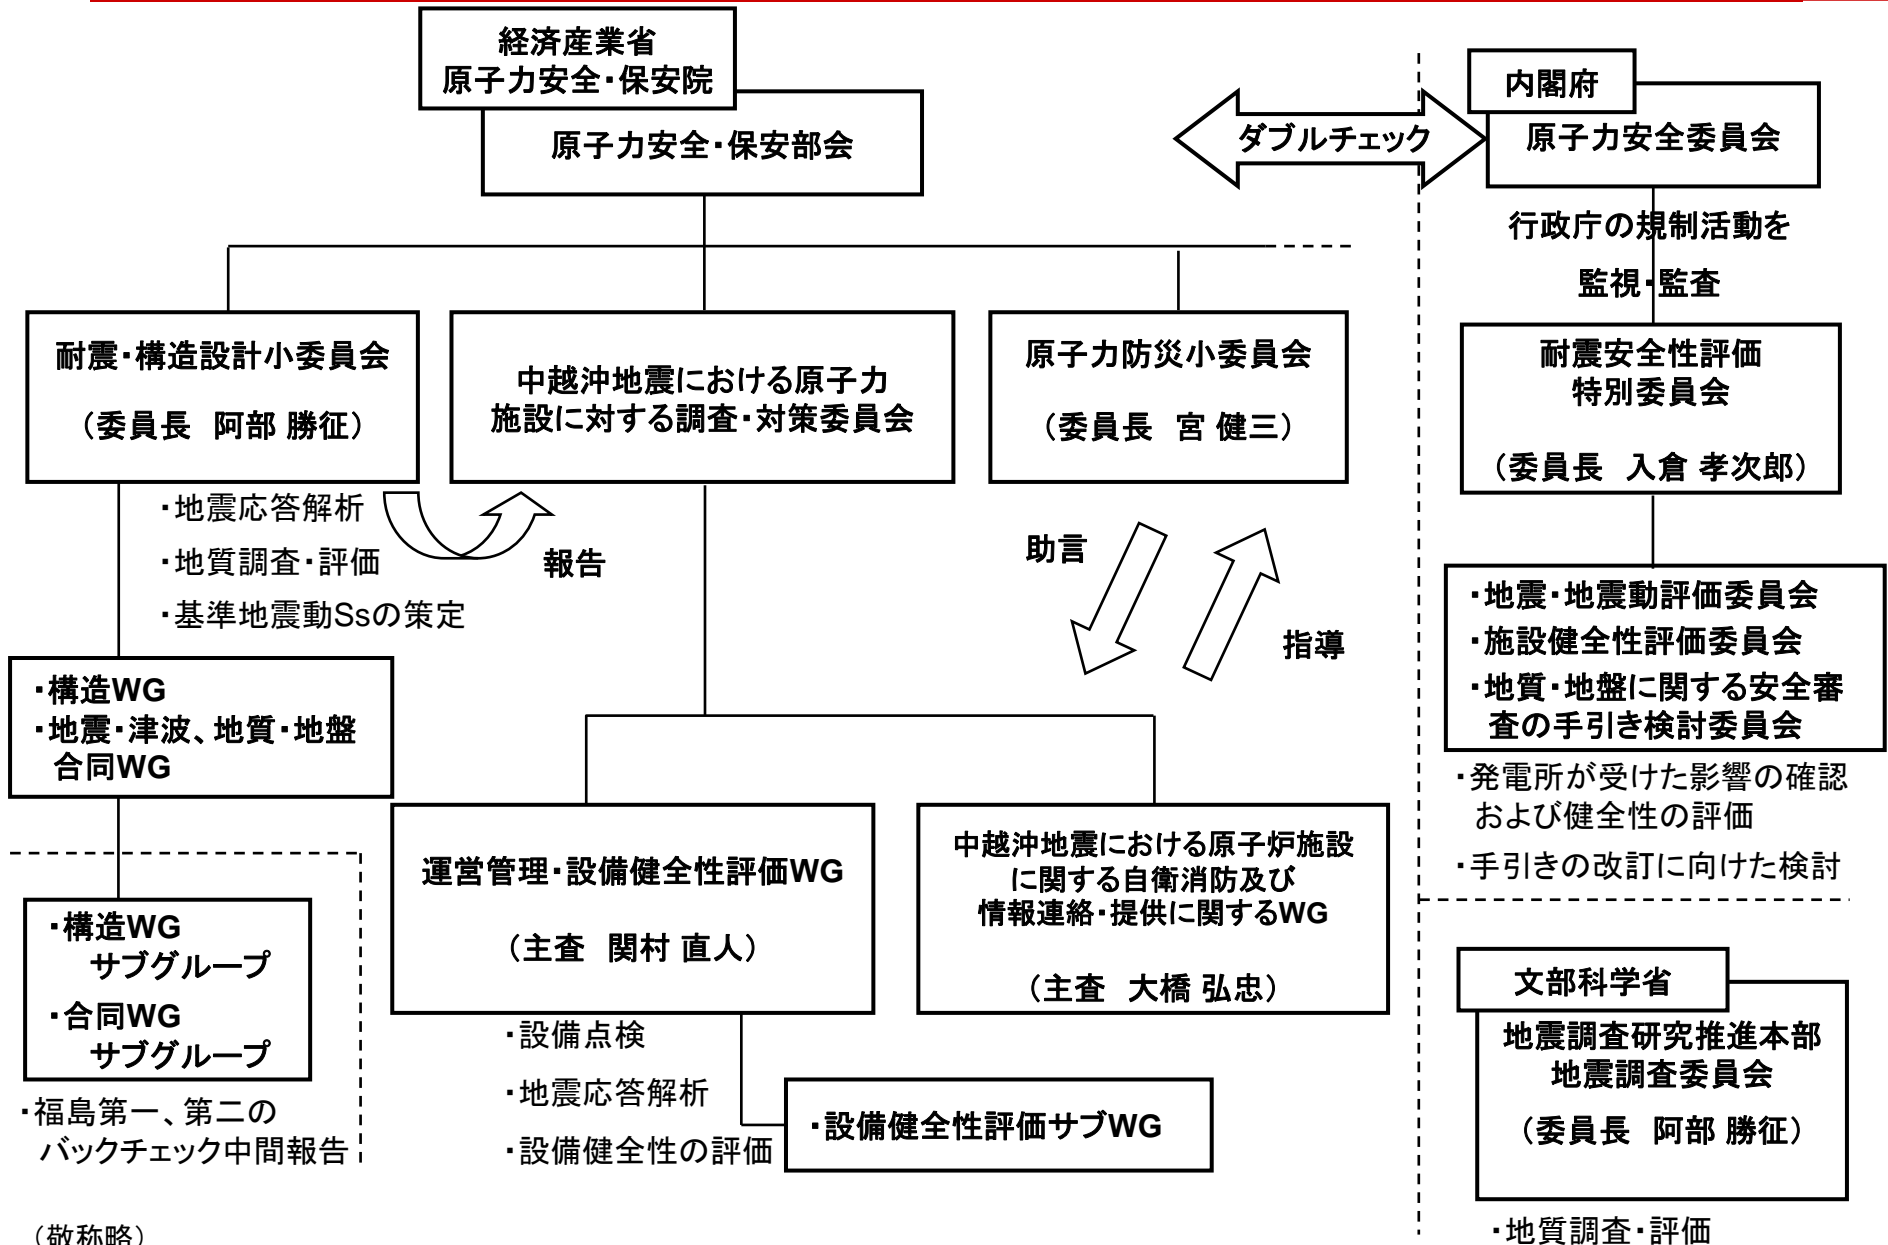 経済産業省
原子力安全・保安院
原子力安全・保安部会
ダブルチェック
内閣府
原子力安全委員会
行政庁の規制活動を
監視・監査
耐震・構造設計小委員会
（委員長　阿部 勝征）
中越沖地震における原子力
施設に対する調査・対策委員会
原子力防災小委員会
（委員長　宮 健三）
耐震安全性評価
特別委員会
（委員長　入倉 孝次郎）
・地震応答解析
・地質調査・評価
・基準地震動Ssの策定
報告
助言
指導
・地震・地震動評価委員会
・施設健全性評価委員会
・地質・地盤に関する安全審
査の手引き検討委員会
・発電所が受けた影響の確認
および健全性の評価
・手引きの改訂に向けた検討
・構造WG
・地震・津波、地質・地盤
合同WG
・構造WG
サブグループ
・合同WG
サブグループ
・福島第一、第二の
バックチェック中間報告
運営管理・設備健全性評価WG
（主査　関村 直人）
・設備点検
・地震応答解析
・設備健全性の評価
・設備健全性評価サブWG
中越沖地震における原子炉施設
に関する自衛消防及び
情報連絡・提供に関するWG
（主査　大橋 弘忠）
文部科学省
地震調査研究推進本部
地震調査委員会
（委員長　阿部 勝征）
・地質調査・評価
（敬称略）